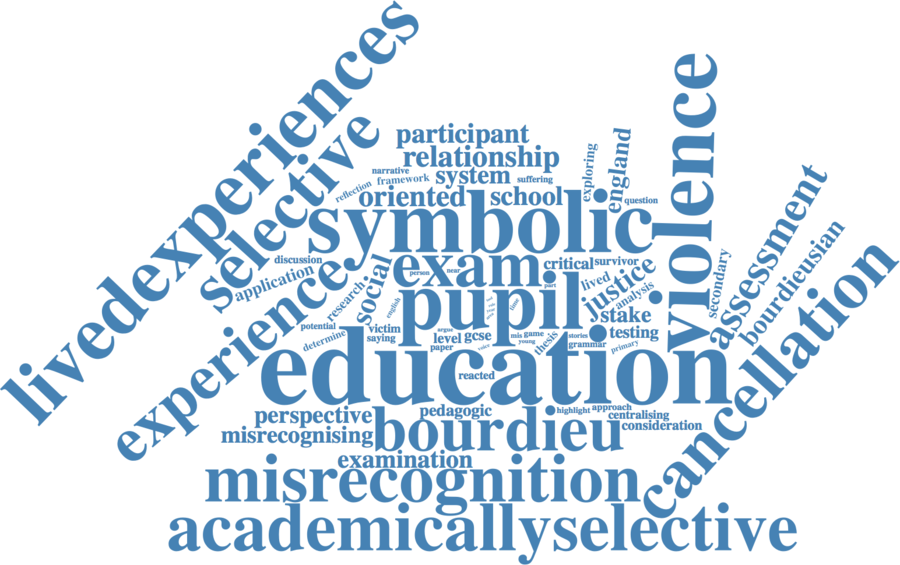 livedexperiences
selective
experience
participant
relationship
narrative
system
framework
suffering
reflection
oriented
school
exploring
england
question
violence
symbolic
discussion
application
research
social
exam
person
near
critical
survivor
part
lived
justice
analysis
secondary
assessment
bourdieusian
cancellation
english
pupil
stake
potential
determine
victim
saying
argue
level
gcse
paper
voice
mis
game
young
thesis
stories
grammar
testing
primary
education
reacted
perspective
pedagogic
highlight
approach
centralising
consideration
misrecognising
bourdieu
examination
misrecognition
academicallyselective